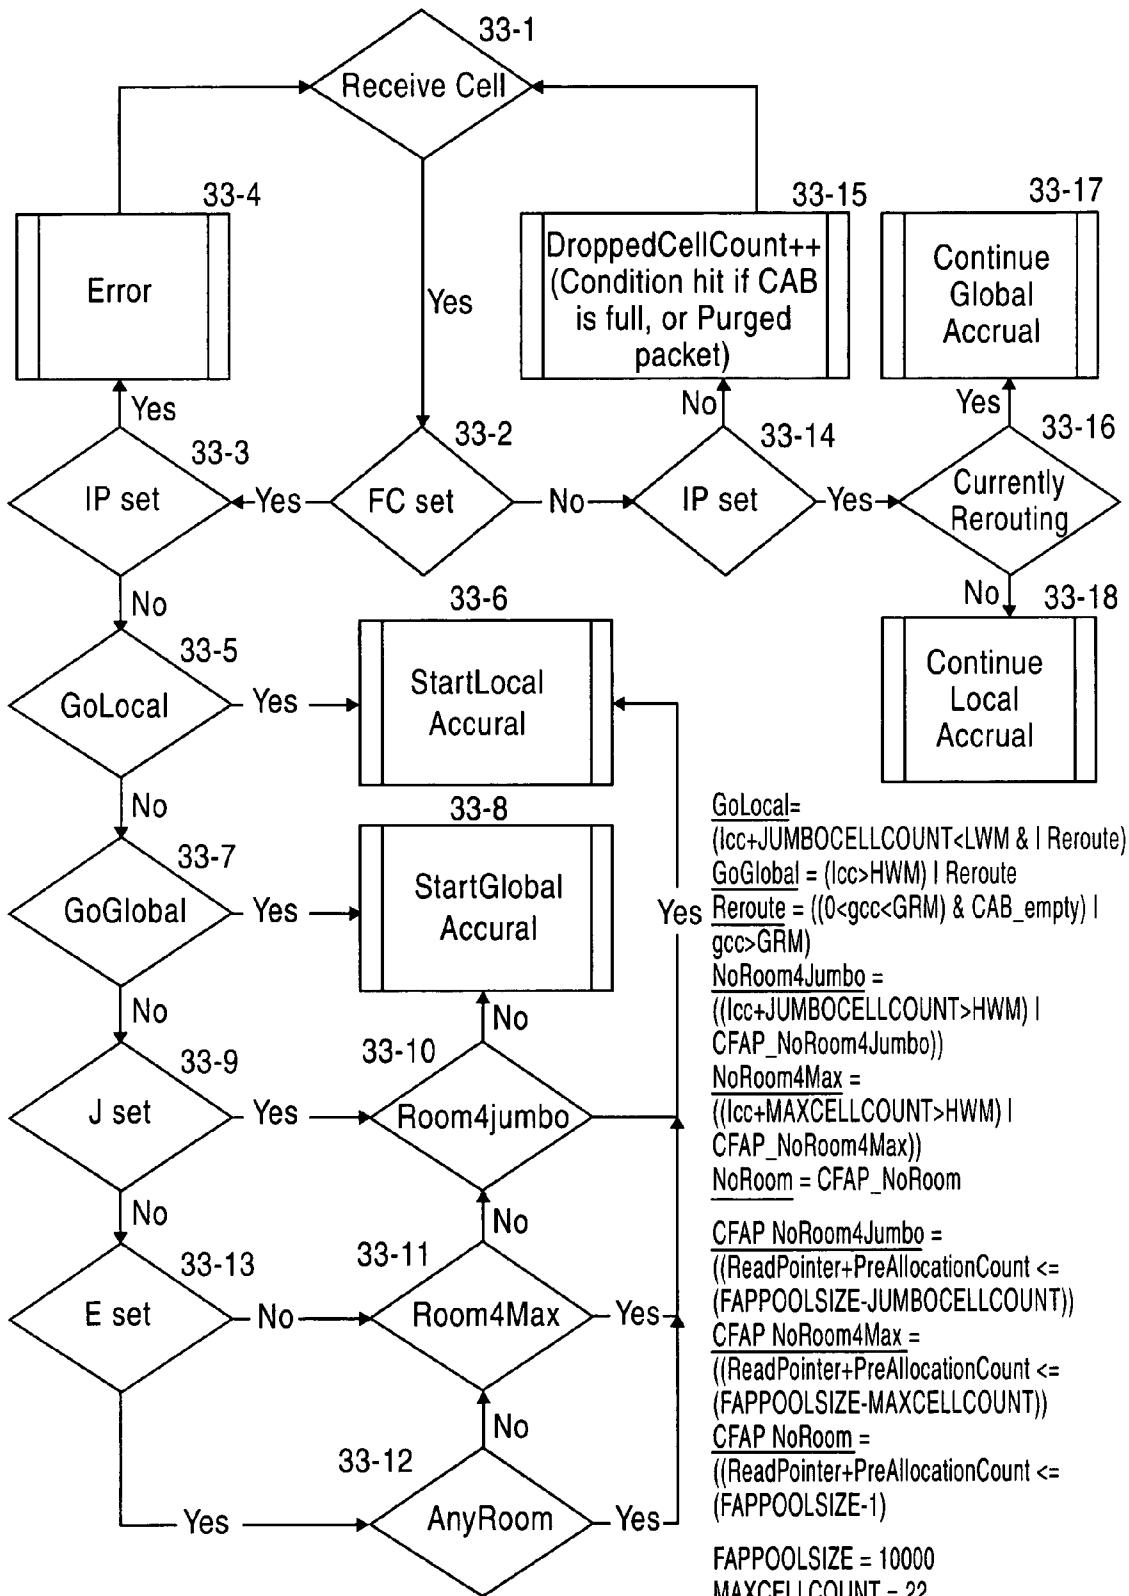 33-1
Receive Cell
33-4
33-15
33-17
Error
DroppedCellCount++
(Condition hit if CAB
is full, or Purged
packet)
Continue
Global
Accrual
Yes
Yes
No
Yes
33-3
33-2
33-14
33-16
IP set
Yes
FC set
No
IP set
Yes
Currently
Rerouting
No
33-6
No
33-18
33-5
GoLocal
Yes
StartLocal
Accural
Continue
Local
Accrual
No
33-8
33-7
GoGlobal
Yes
StartGlobal
Accural
Yes
No
No
33-9
33-10
J set
Yes
Room4jumbo
No
No
33-13
33-11
E set
No
Room4Max
Yes
No
33-12
Yes
AnyRoom
Yes
GoLocal=
(lcc+JUMBOCELLCOUNT<LWM & | Reroute)
GoGlobal = (lcc>HWM) | Reroute
Reroute = ((0<gcc<GRM) & CAB_empty) |
gcc>GRM)
NoRoom4Jumbo =
((lcc+JUMBOCELLCOUNT>HWM) |
CFAP_NoRoom4Jumbo))
NoRoom4Max =
((lcc+MAXCELLCOUNT>HWM) |
CFAP_NoRoom4Max))
NoRoom = CFAP_NoRoom
CFAP NoRoom4Jumbo =
((ReadPointer+PreAllocationCount <=
(FAPPOOLSIZE-JUMBOCELLCOUNT))
CFAP NoRoom4Max =
((ReadPointer+PreAllocationCount <=
(FAPPOOLSIZE-MAXCELLCOUNT))
CFAP NoRoom =
((ReadPointer+PreAllocationCount <=
(FAPPOOLSIZE-1)
FAPPOOLSIZE = 10000
MAXCELLCOUNT = 22